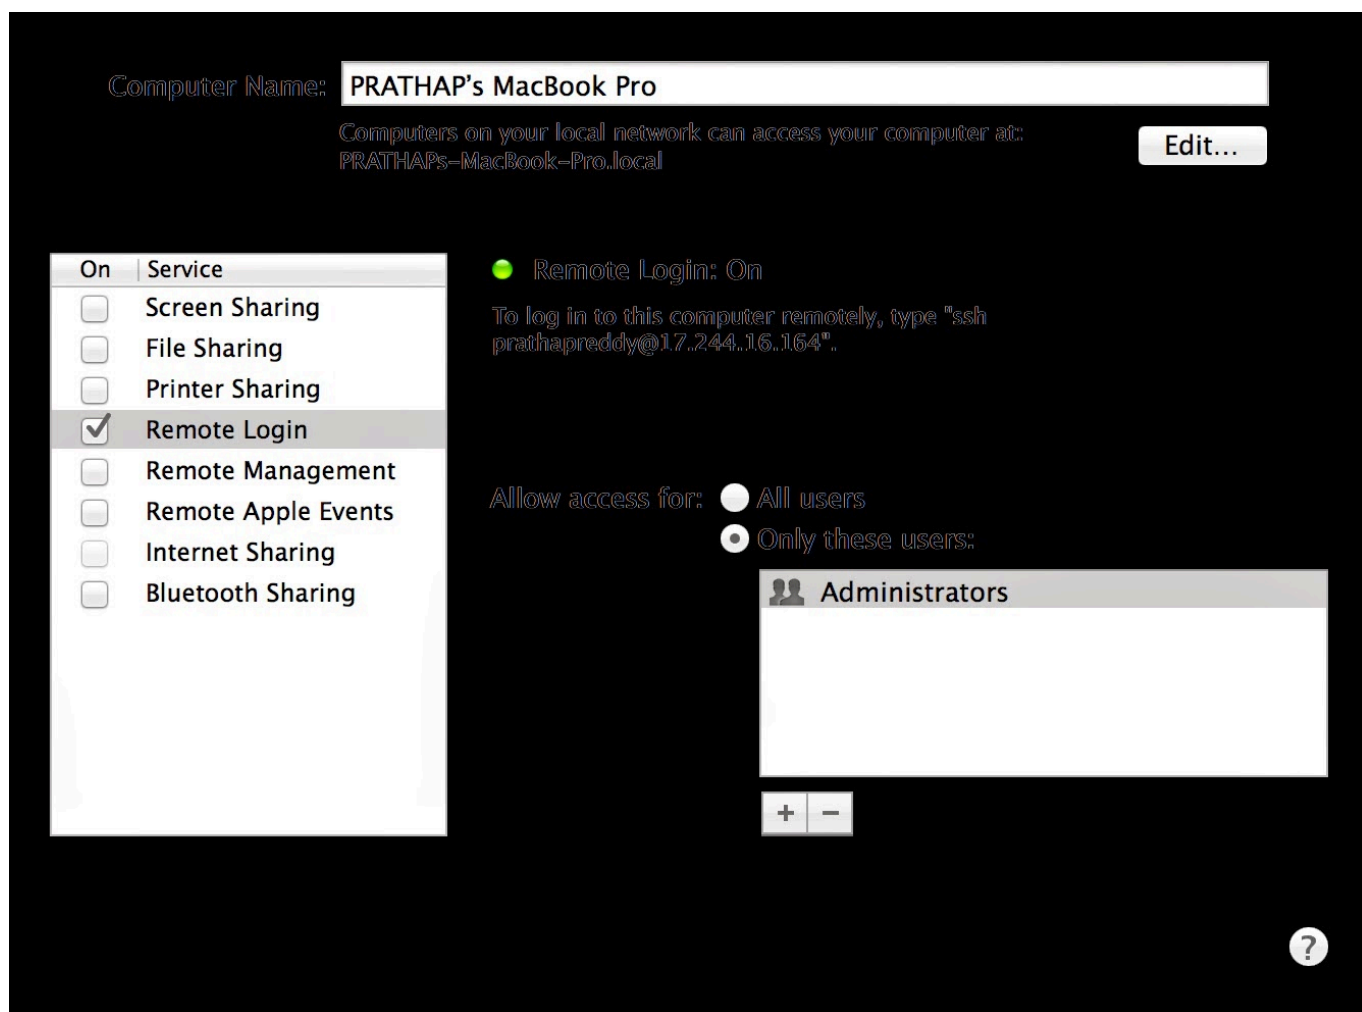 Computer Name: PRATHAP's MacBook Pro
Computers on your local network can access your computer at:
PRATHAPs-MacBook-Pro.local
Edit...
On Service
Screen Sharing
File Sharing
Printer Sharing
Remote Login
Remote Management
Remote Apple Events
Internet Sharing
Bluetooth Sharing
Remote Login: On
To log in to this computer remotely, type "ssh
prathapreddy@17.244.16.164".
Allow access for: All users
Only these users:
Administrators
+ −
?